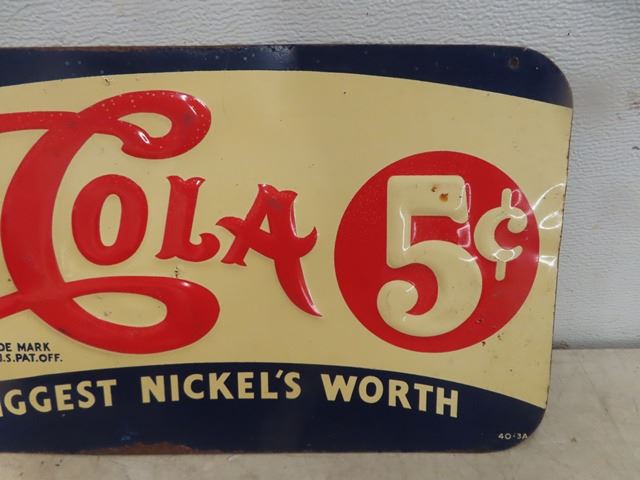 Cola 5¢
DE MARK
.S.PAT.OFF.
IGGEST NICKEL'S WORTH
40-3A